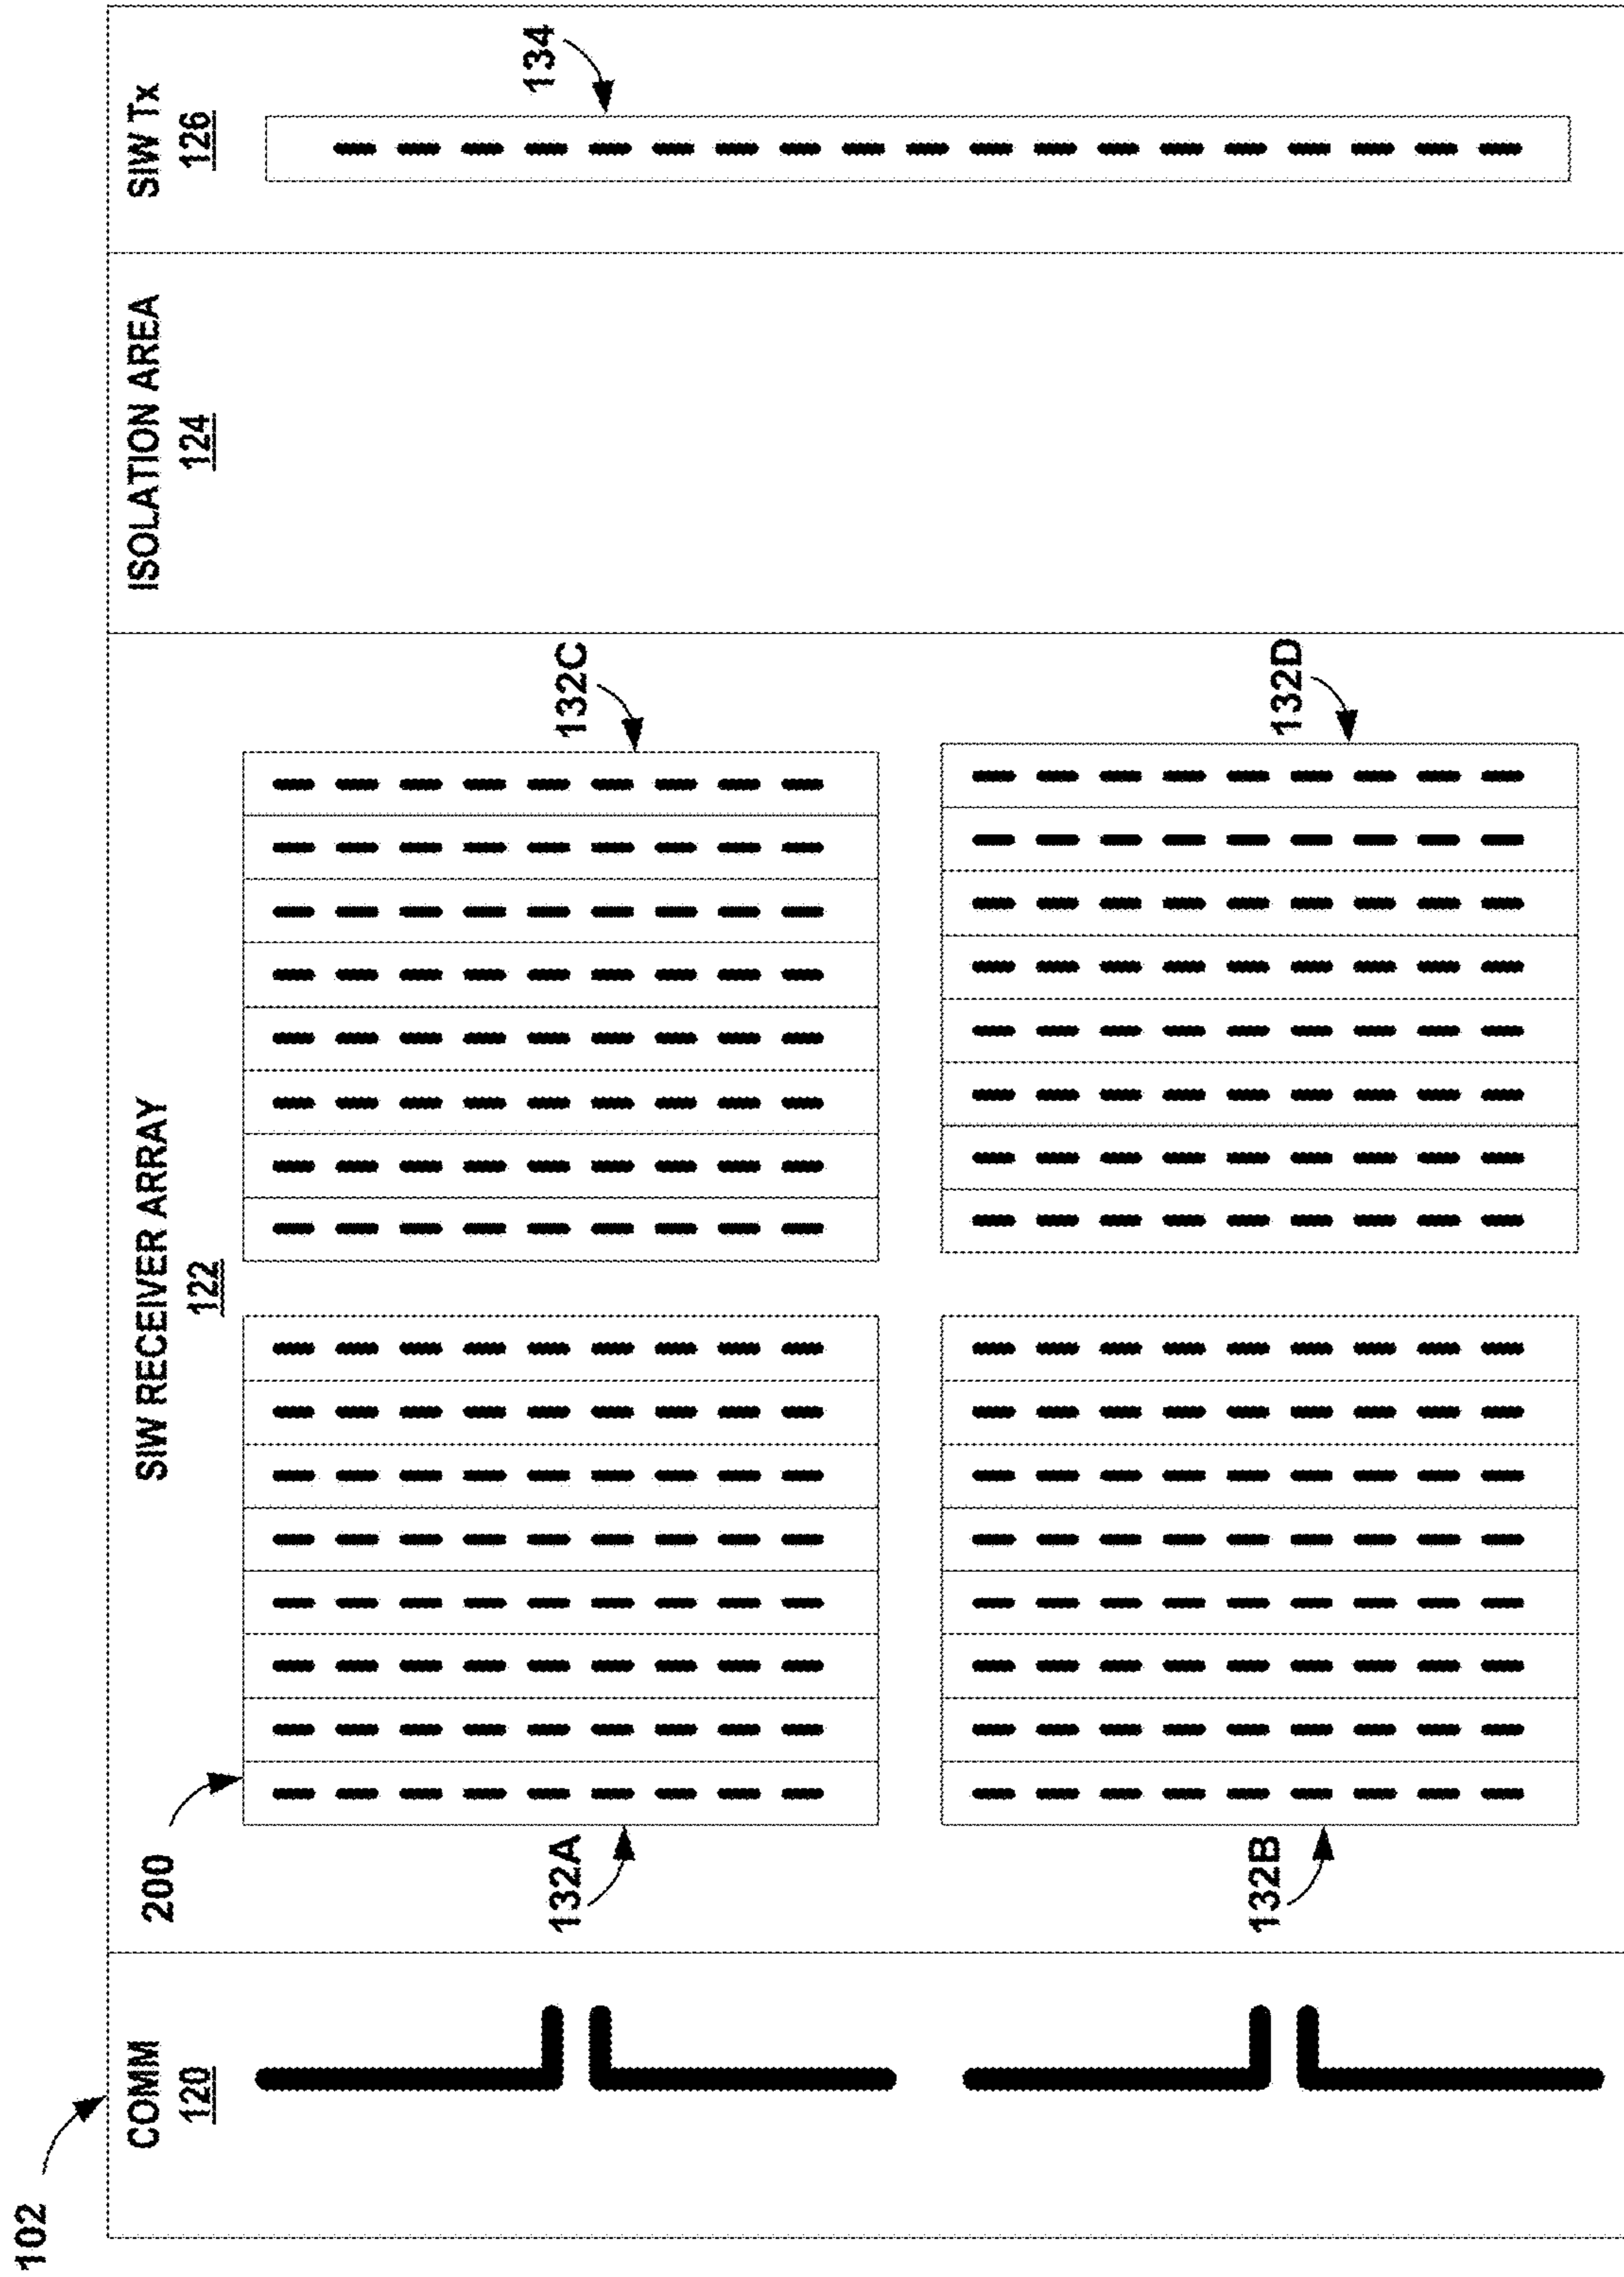 102
COMM
120
200
SIW RECEIVER ARRAY
122
ISOLATION AREA
124
SIW Tx
126
132A
132C
134
132B
132D